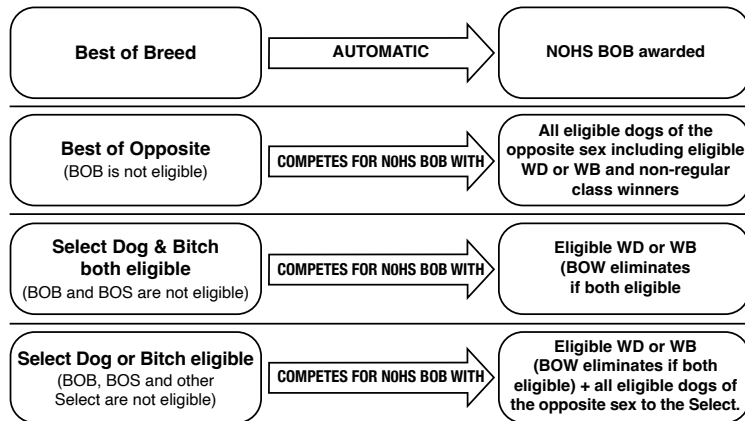 Best of Breed
AUTOMATIC
NOHS BOB awarded
Best of Opposite
(BOB is not eligible)
COMPETES FOR NOHS BOB WITH
All eligible dogs of the
opposite sex including eligible
WD or WB and non-regular
class winners
Select Dog & Bitch
both eligible
(BOB and BOS are not eligible)
COMPETES FOR NOHS BOB WITH
Eligible WD or WB
(BOW eliminates
if both eligible
Select Dog or Bitch eligible
(BOB, BOS and other
Select are not eligible)
COMPETES FOR NOHS BOB WITH
Eligible WD or WB
(BOW eliminates if both
eligible) + all eligible dogs of
the opposite sex to the Select.